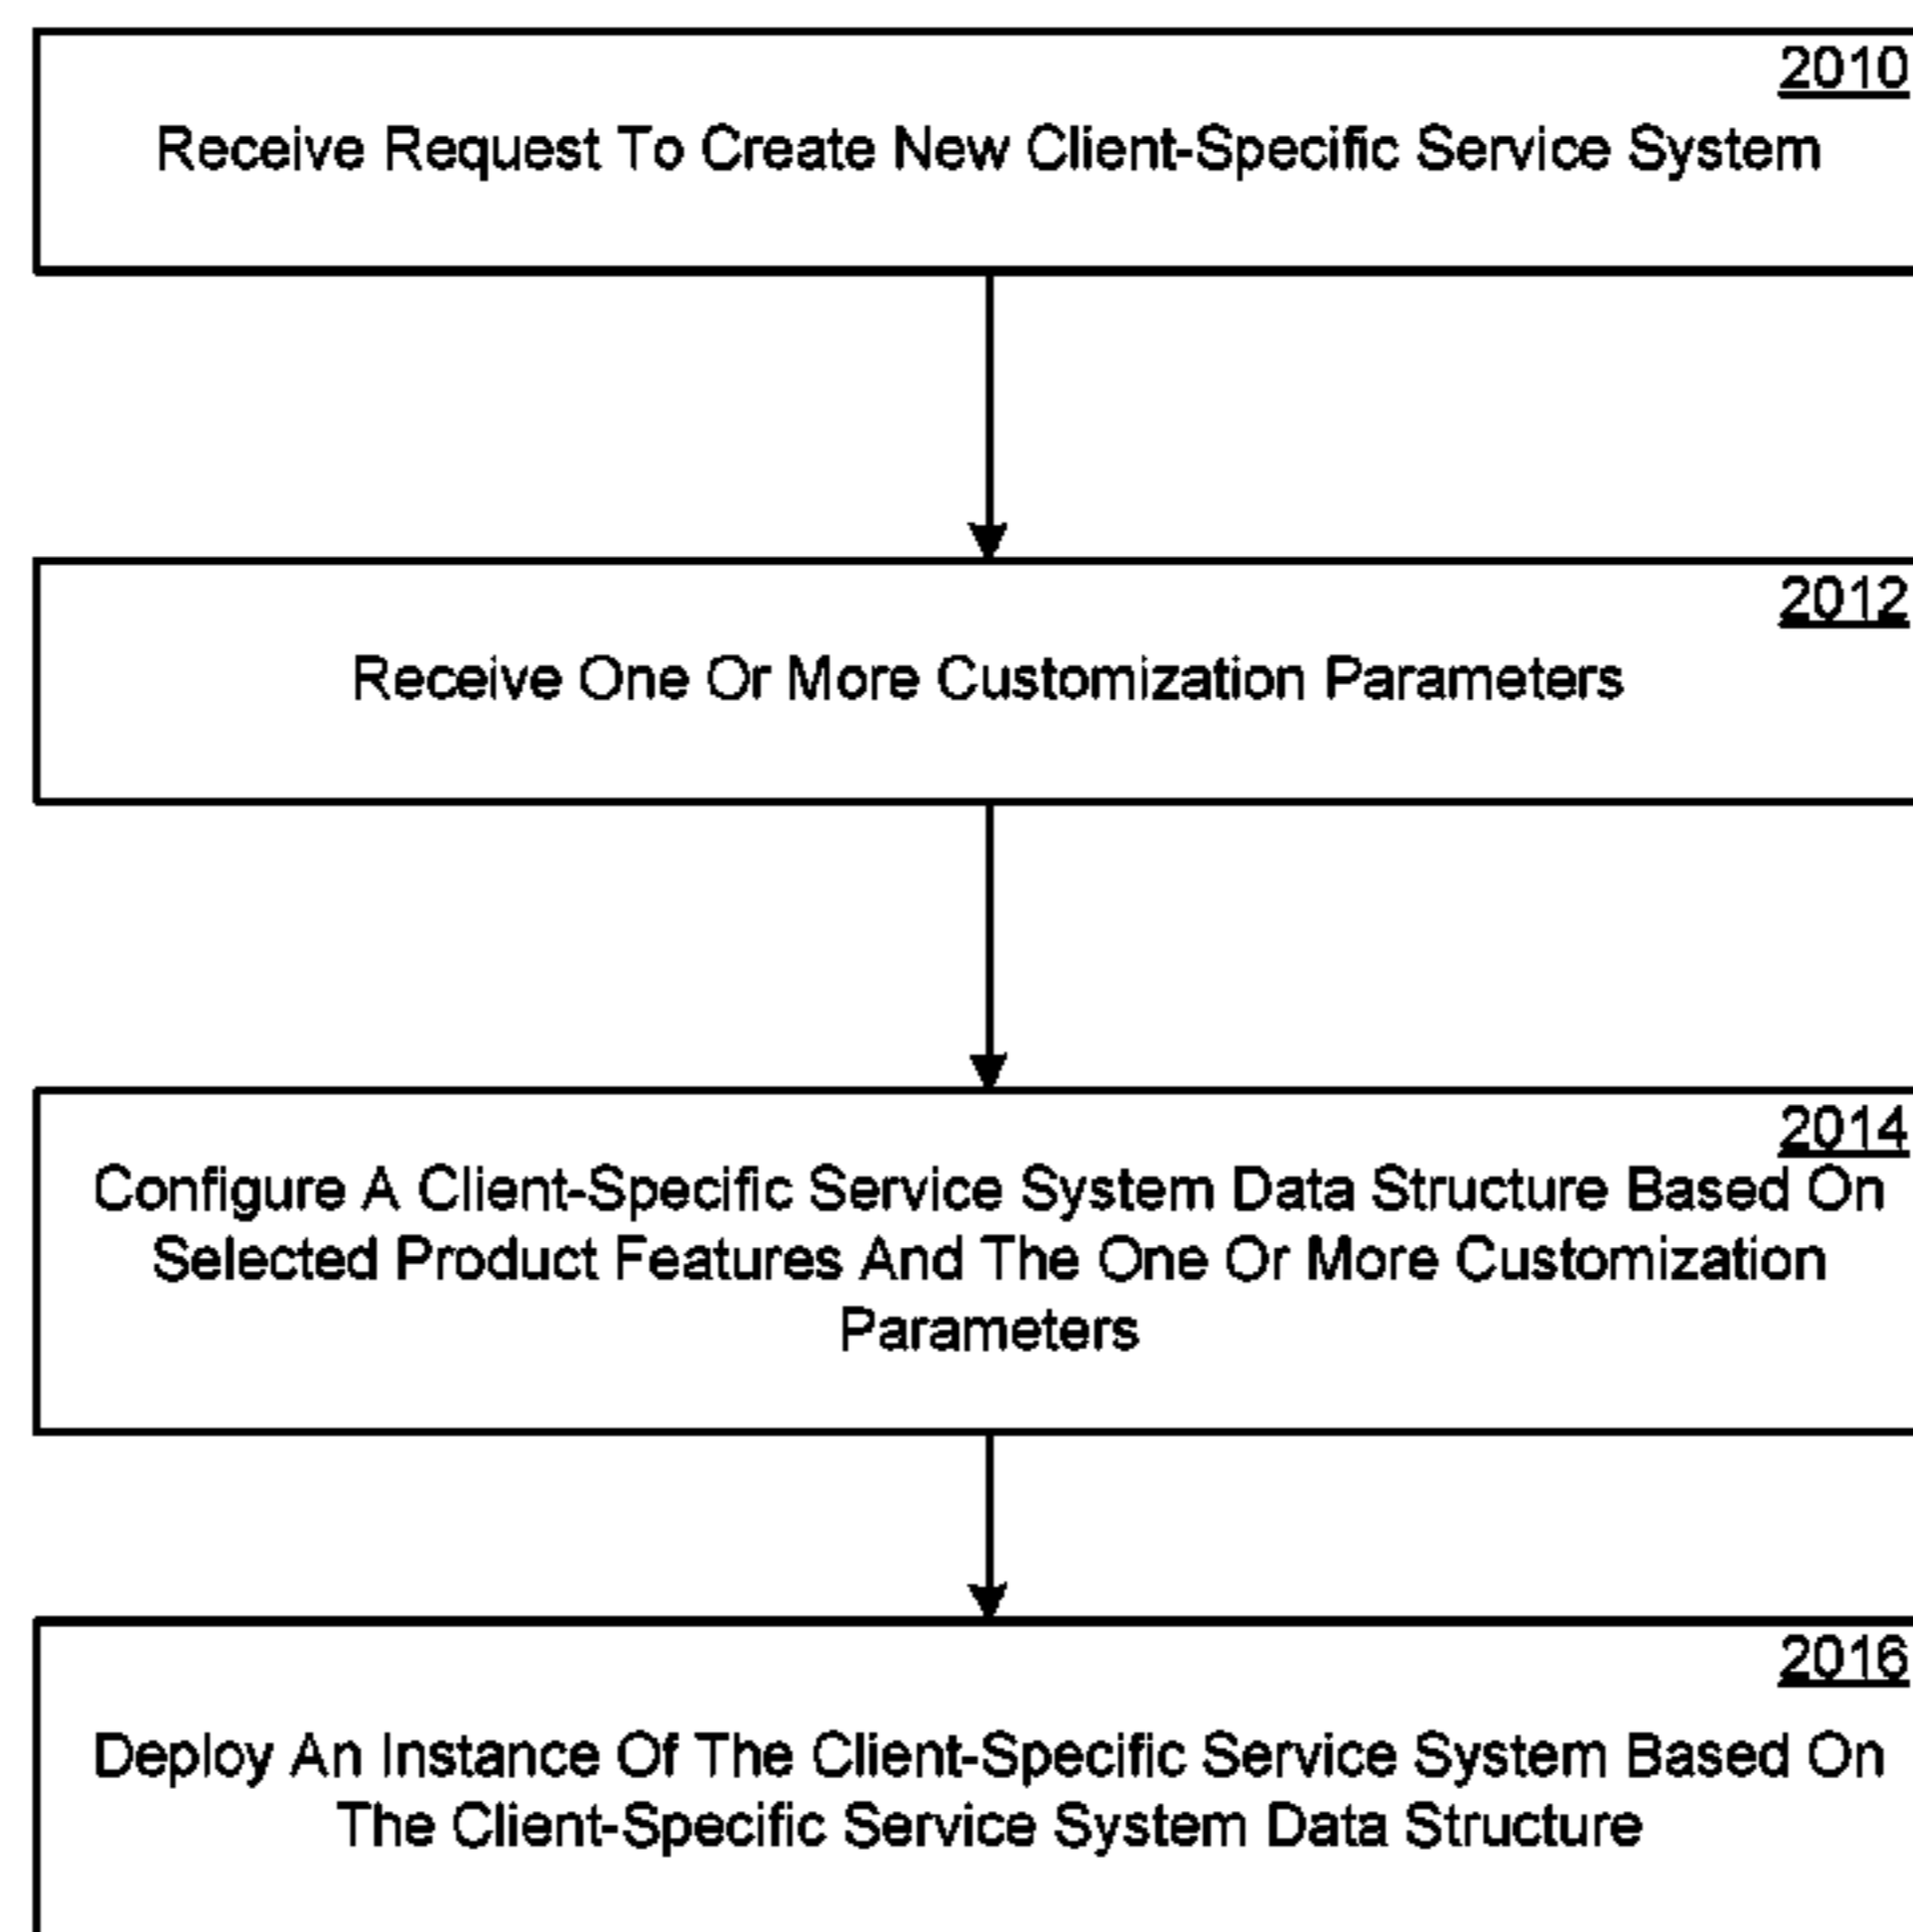 2010
Receive Request To Create New Client-Specific Service System
2012
Receive One Or More Customization Parameters
2014
Configure A Client-Specific Service System Data Structure Based On
Selected Product Features And The One Or More Customization
Parameters
2016
Deploy An Instance Of The Client-Specific Service System Based On
The Client-Specific Service System Data Structure